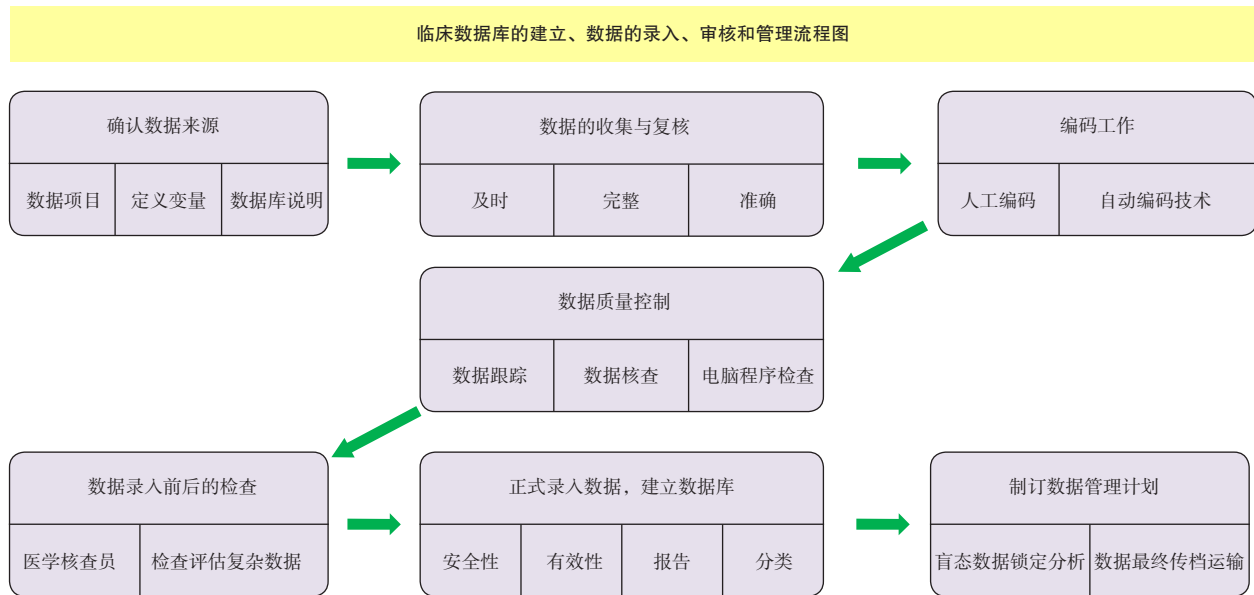 临床数据库的建立、数据的录入、审核和管理流程图
确认数据来源
数据项目
定义变量
数据库说明
数据的收集与复核
及时
完整
准确
编码工作
人工编码
自动编码技术
数据质量控制
数据跟踪
数据核查
电脑程序检查
数据录入前后的检查
医学核查员
检查评估复杂数据
正式录入数据，建立数据库
安全性
有效性
报告
分类
制订数据管理计划
盲态数据锁定分析
数据最终传档运输